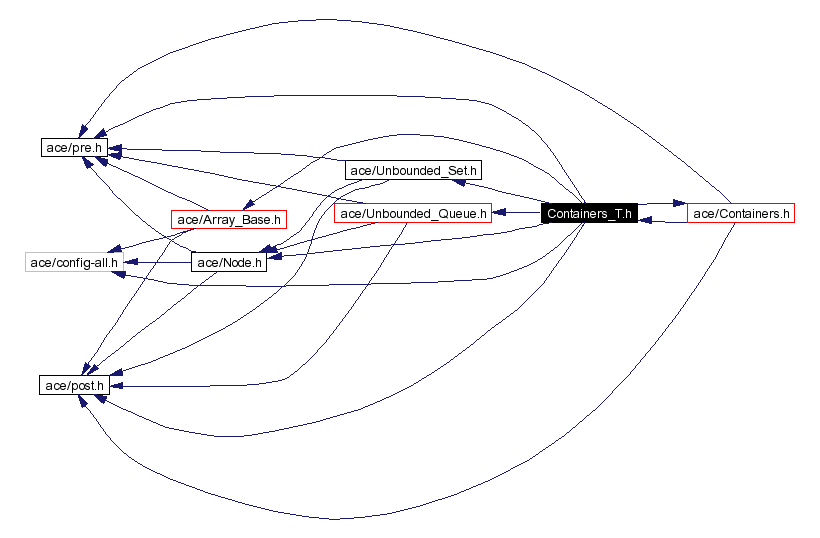 ace/pre.h
ace/Unbounded_Set.h
ace/Array_Base.h
ace/Unbounded_Queue.h
Containers_T.h
ace/Containers.h
ace/config-all.h
ace/Node.h
ace/post.h